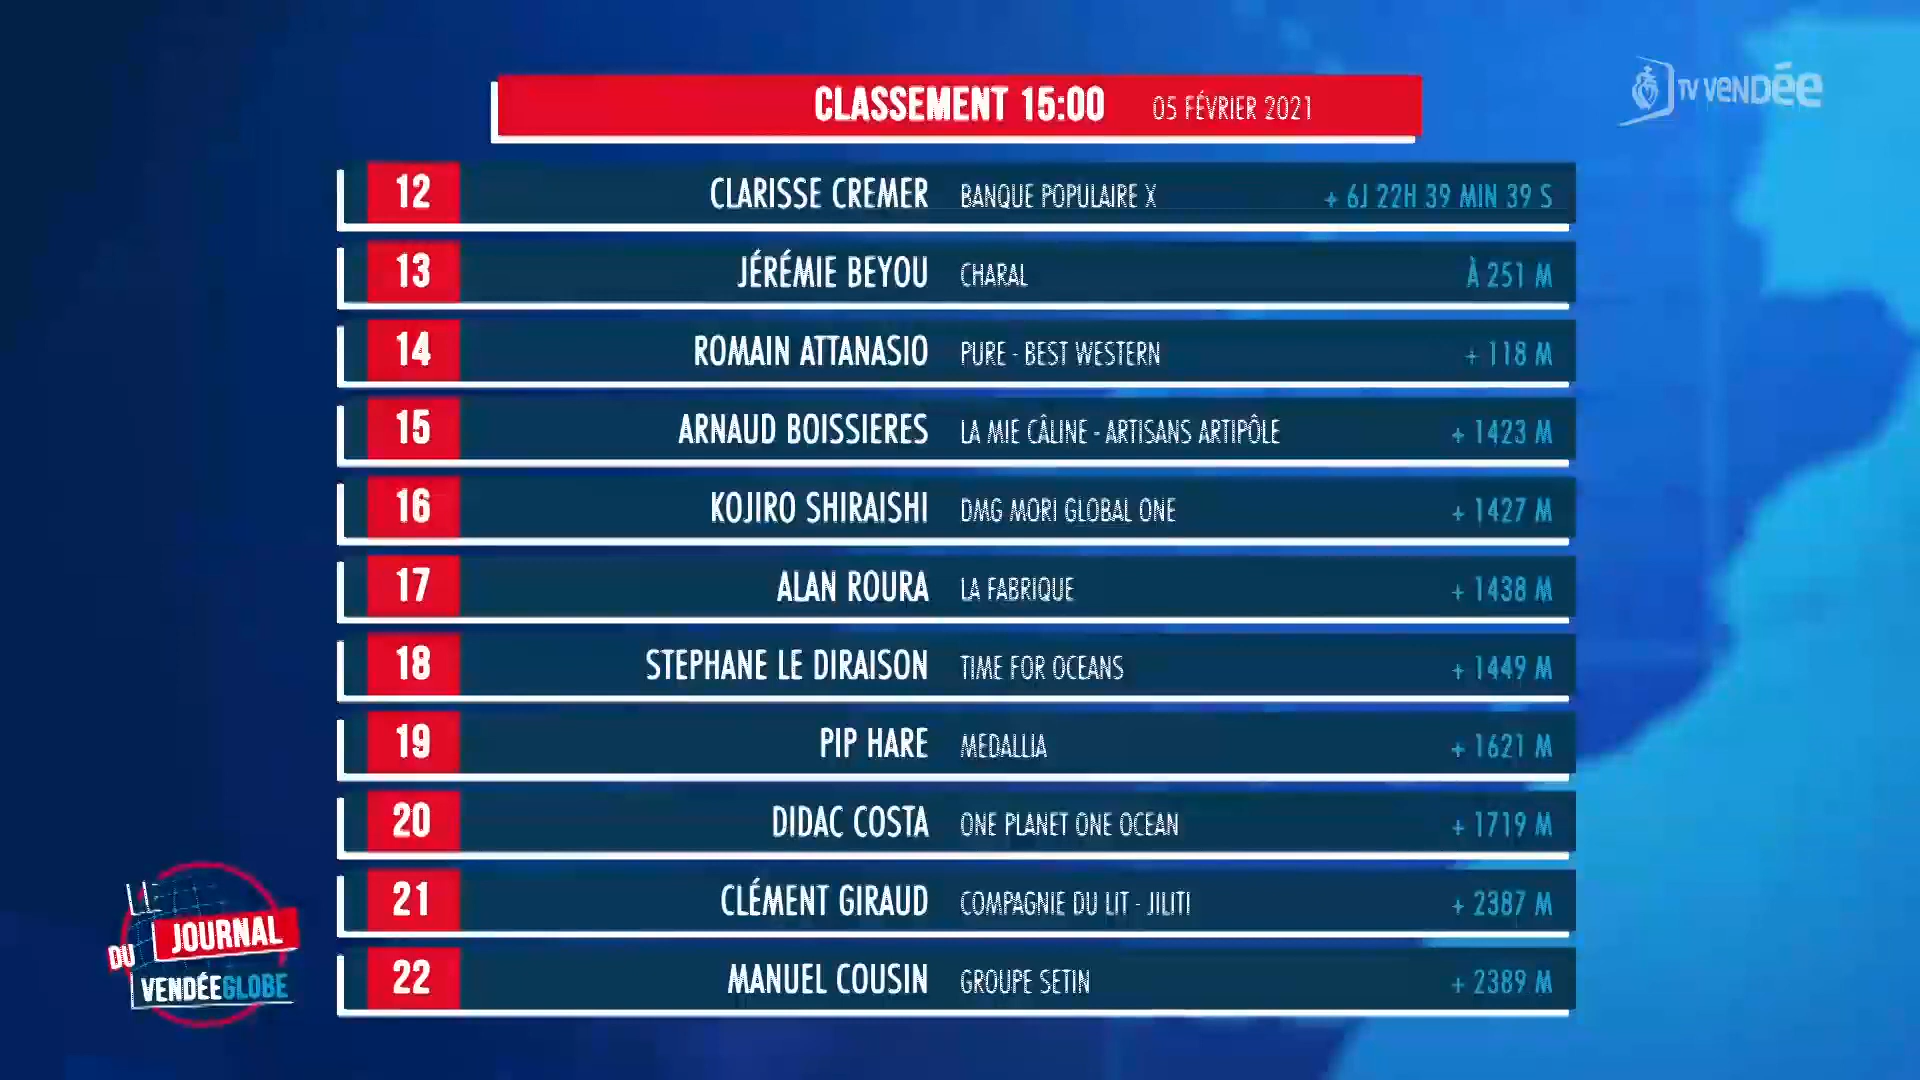 CLASSEMENT 15:00 05 FÉVRIER 2021
TV VENDÉE
12 CLARISSE CREMER BANQUE POPULAIRE X + 6J 22H 39 MIN 39 S
13 JÉRÉMIE BEYOU CHARAL À 251 M
14 ROMAIN ATTANASIO PURE - BEST WESTERN + 118 M
15 ARNAUD BOISSIERES LA MIE CÂLINE - ARTISANS ARTIPÔLE + 1423 M
16 KOJIRO SHIRAISHI DMG MORI GLOBAL ONE + 1427 M
17 ALAN ROURA LA FABRIQUE + 1438 M
18 STEPHANE LE DIRAISON TIME FOR OCEANS + 1449 M
19 PIP HARE MEDALLIA + 1621 M
20 DIDAC COSTA ONE PLANET ONE OCEAN + 1719 M
21 CLÉMENT GIRAUD COMPAGNIE DU LIT - JILITI + 2387 M
22 MANUEL COUSIN GROUPE SETIN + 2389 M
JOURNAL
DU
VENDÉEGLOBE